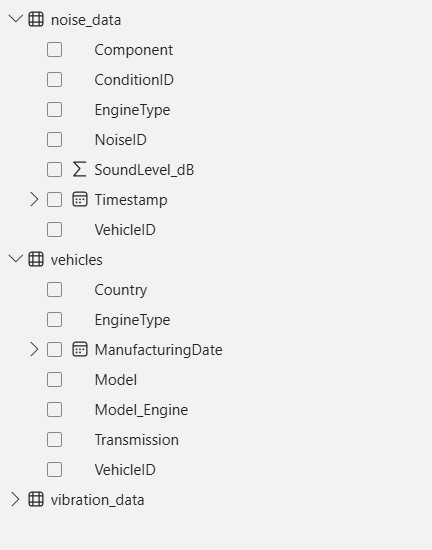 noise_data
Component
ConditionID
EngineType
NoiseID
SoundLevel_dB
Timestamp
VehicleID
vehicles
Country
EngineType
ManufacturingDate
Model
Model_Engine
Transmission
VehicleID
vibration_data